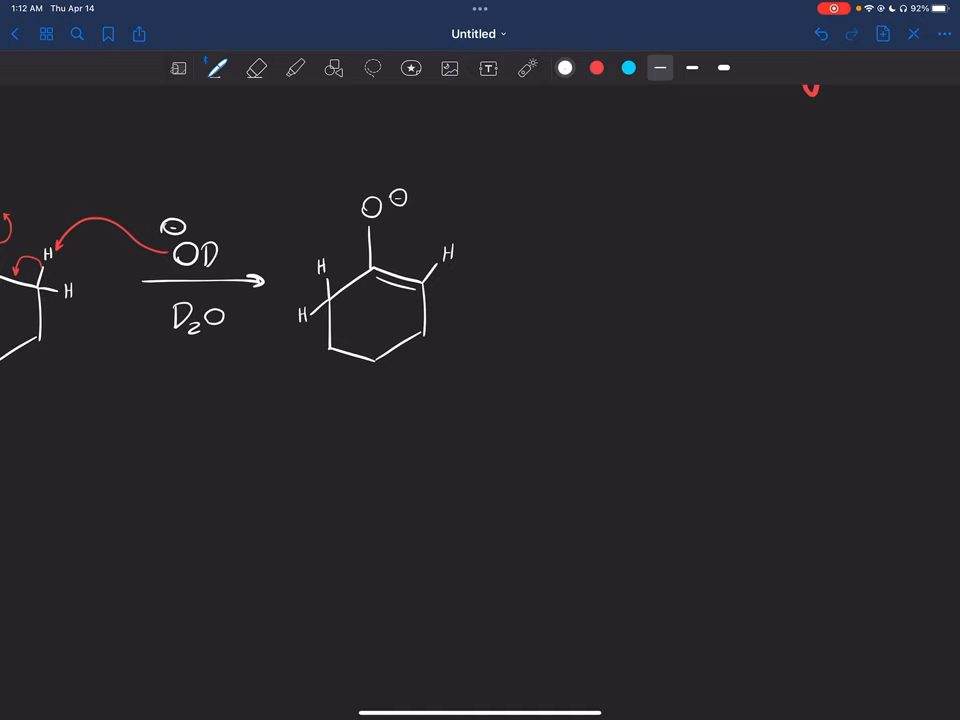 1:12 AM Thu Apr 14
92%
Untitled
T
O −
H
H
− OD
D₂O
H
H
H